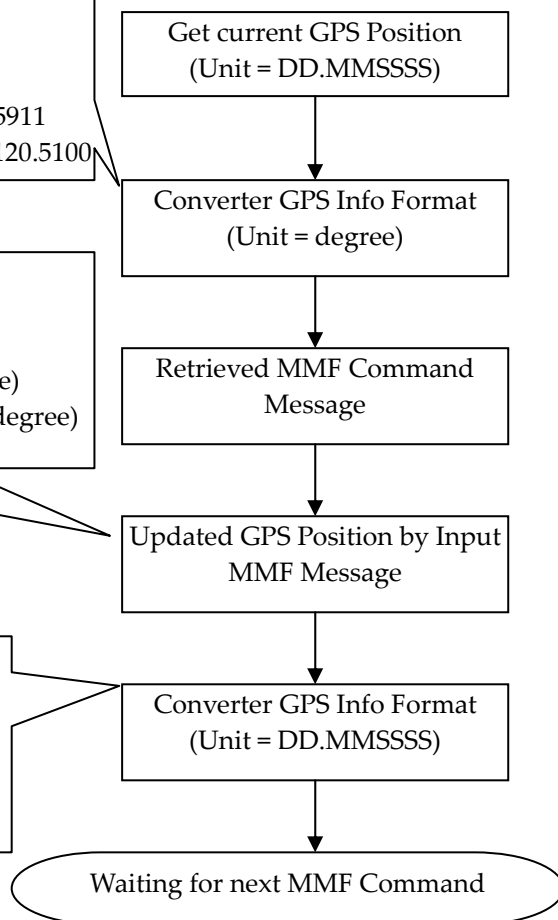 Get current GPS Position
(Unit = DD.MMSSSS)
5911
120.5100
Converter GPS Info Format
(Unit = degree)
e)
degree)
Retrieved MMF Command
Message
Updated GPS Position by Input
MMF Message
Converter GPS Info Format
(Unit = DD.MMSSSS)
Waiting for next MMF Command